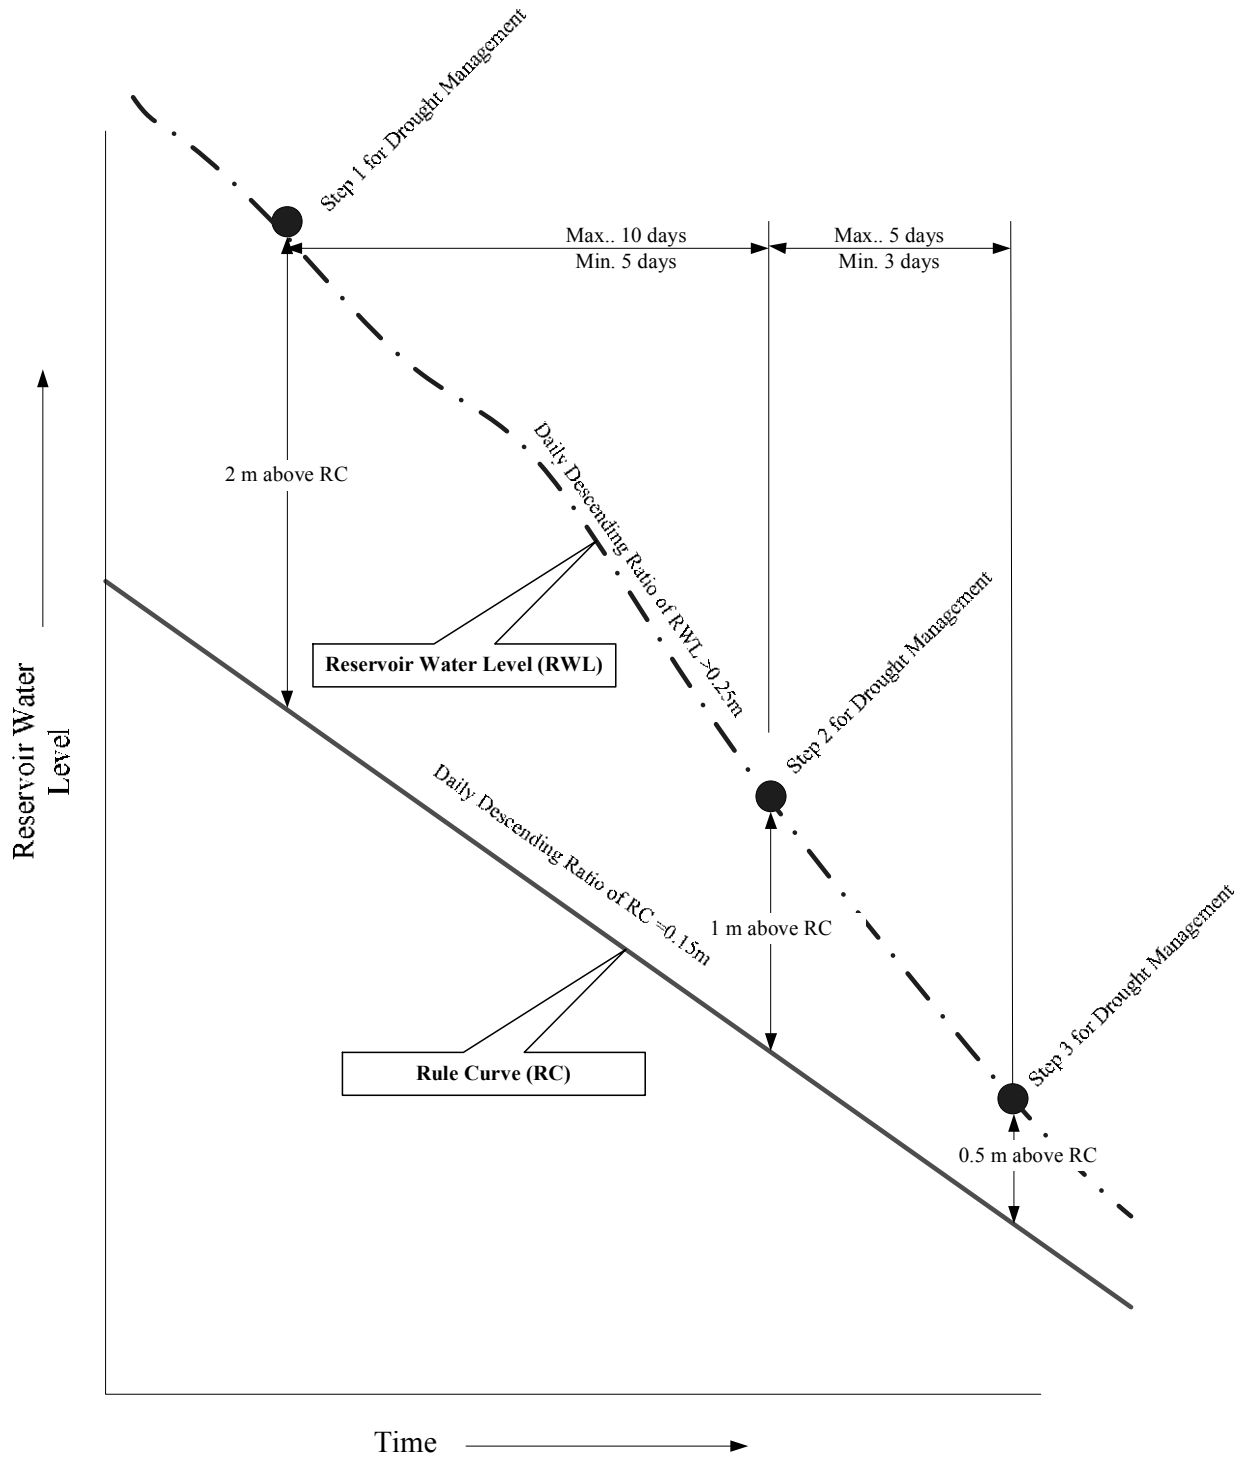 Step 1 for Drought Management
Max.. 10 days
Min. 5 days
Max.. 5 days
Min. 3 days
2 m above RC
Daily Descending Ratio of RWL >0.25m
Reservoir Water Level (RWL)
Step 2 for Drought Management
Reservoir Water
Level
Daily Descending Ratio of RC =0.15m
1 m above RC
Rule Curve (RC)
Step 3 for Drought Management
0.5 m above RC
Time